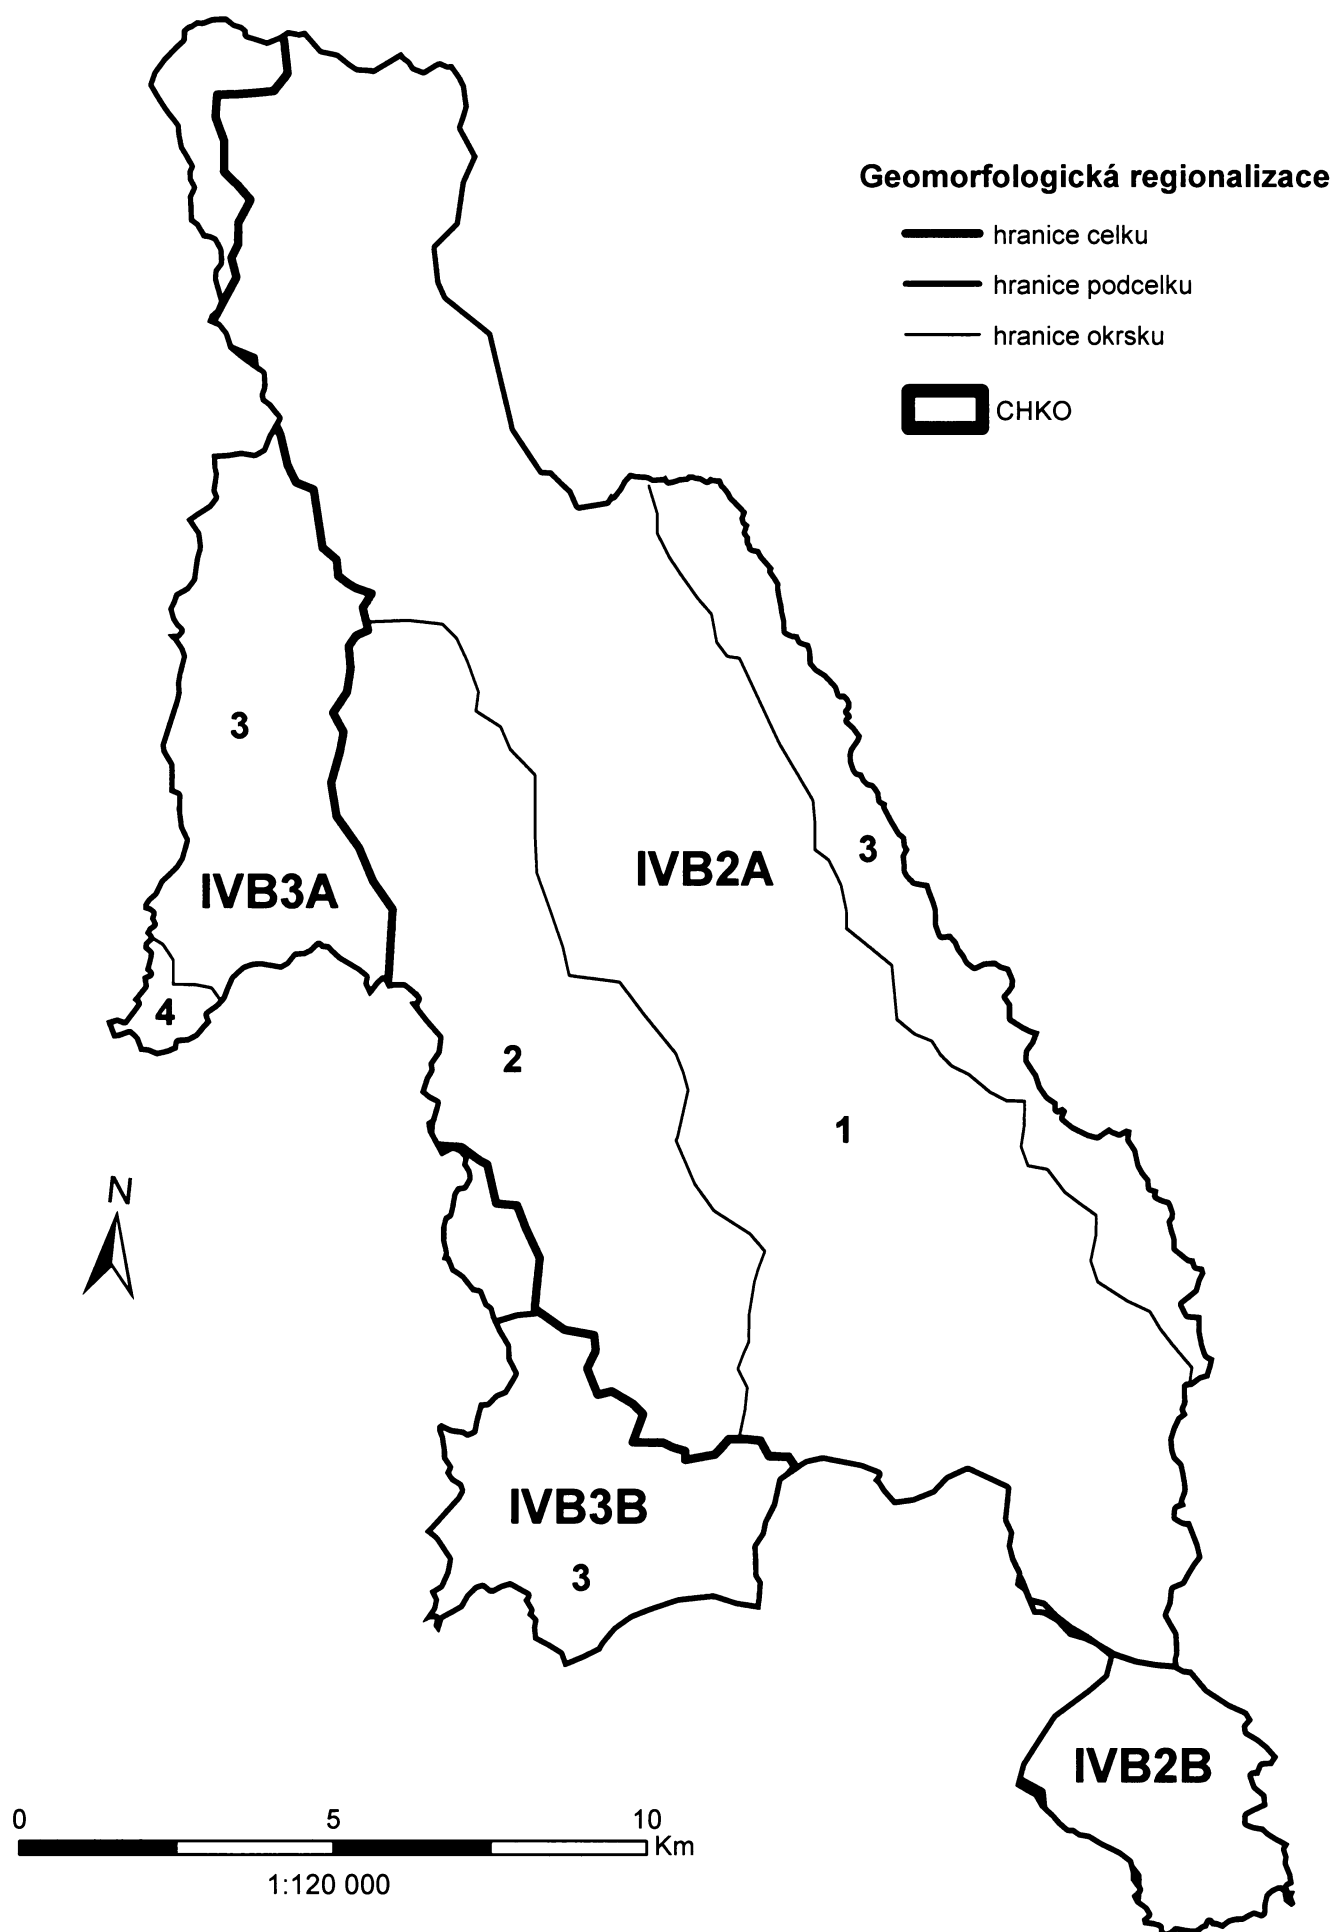 Geomorfologická regionalizace
hranice celku
hranice podcelku
hranice okrsku
CHKO
3
3
IVB2A
IVB3A
4
2
1
N
IVB3B
3
IVB2B
0 5 10
Km
1:120 000